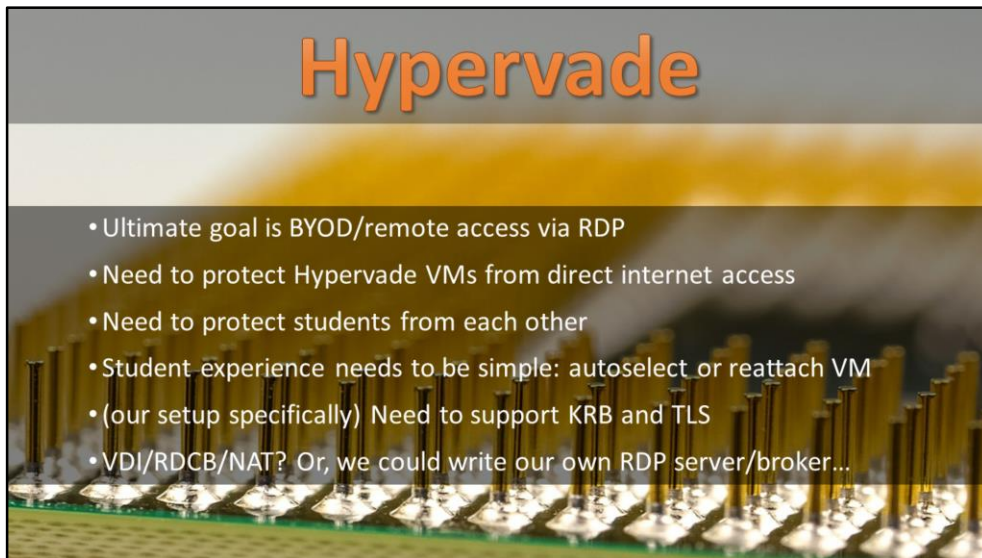 Hypervade
• Ultimate goal is BYOD/remote access via RDP
• Need to protect Hypervade VMs from direct internet access
• Need to protect students from each other
• Student experience needs to be simple: autoselect or reattach VM
• (our setup specifically) Need to support KRB and TLS
• VDI/RDCB/NAT? Or, we could write our own RDP server/broker...